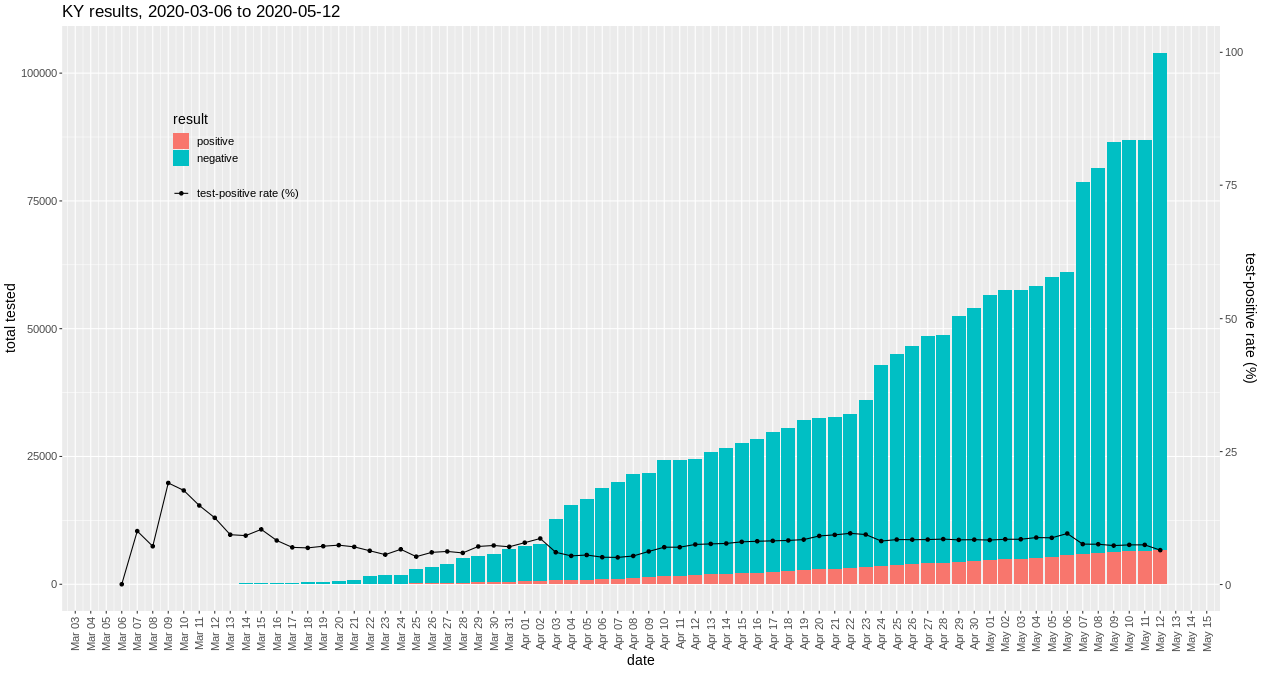 KY results, 2020-03-06 to 2020-05-12
total tested
100000
75000
50000
25000
0
result
positive
negative
test-positive rate (%)
100
75
50
25
0
test-positive rate (%)
Mar 03
Mar 04
Mar 05
Mar 06
Mar 07
Mar 08
Mar 09
Mar 10
Mar 11
Mar 12
Mar 13
Mar 14
Mar 15
Mar 16
Mar 17
Mar 18
Mar 19
Mar 20
Mar 21
Mar 22
Mar 23
Mar 24
Mar 25
Mar 26
Mar 27
Mar 28
Mar 29
Mar 30
Mar 31
Apr 01
Apr 02
Apr 03
Apr 04
Apr 05
Apr 06
Apr 07
Apr 08
Apr 09
Apr 10
Apr 11
Apr 12
Apr 13
Apr 14
Apr 15
Apr 16
Apr 17
Apr 18
Apr 19
Apr 20
Apr 21
Apr 22
Apr 23
Apr 24
Apr 25
Apr 26
Apr 27
Apr 28
Apr 29
Apr 30
May 01
May 02
May 03
May 04
May 05
May 06
May 07
May 08
May 09
May 10
May 11
May 12
May 13
May 14
May 15
date